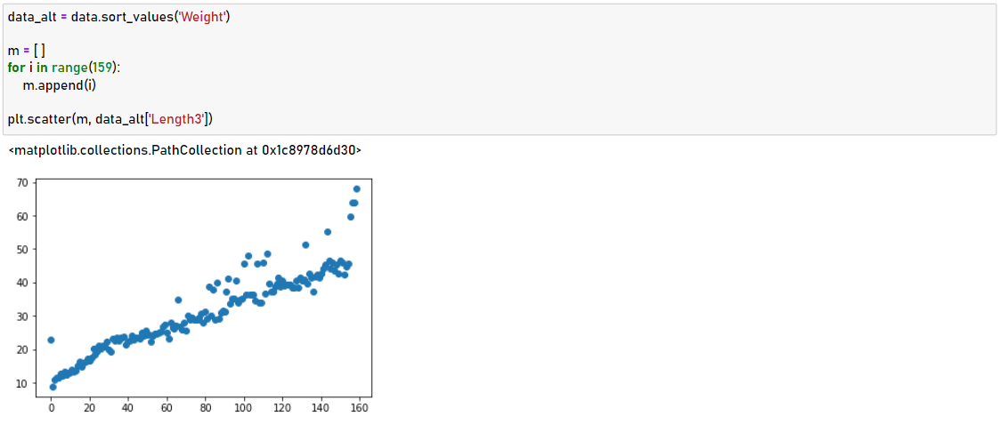 data_alt = data.sort_values('Weight')
m = [ ]
for i in range(159):
m.append(i)
plt.scatter(m, data_alt['Length3'])
<matplotlib.collections.PathCollection at 0x1c8978d6d30>
70
60
50
40
30
20
10
0 20 40 60 80 100 120 140 160